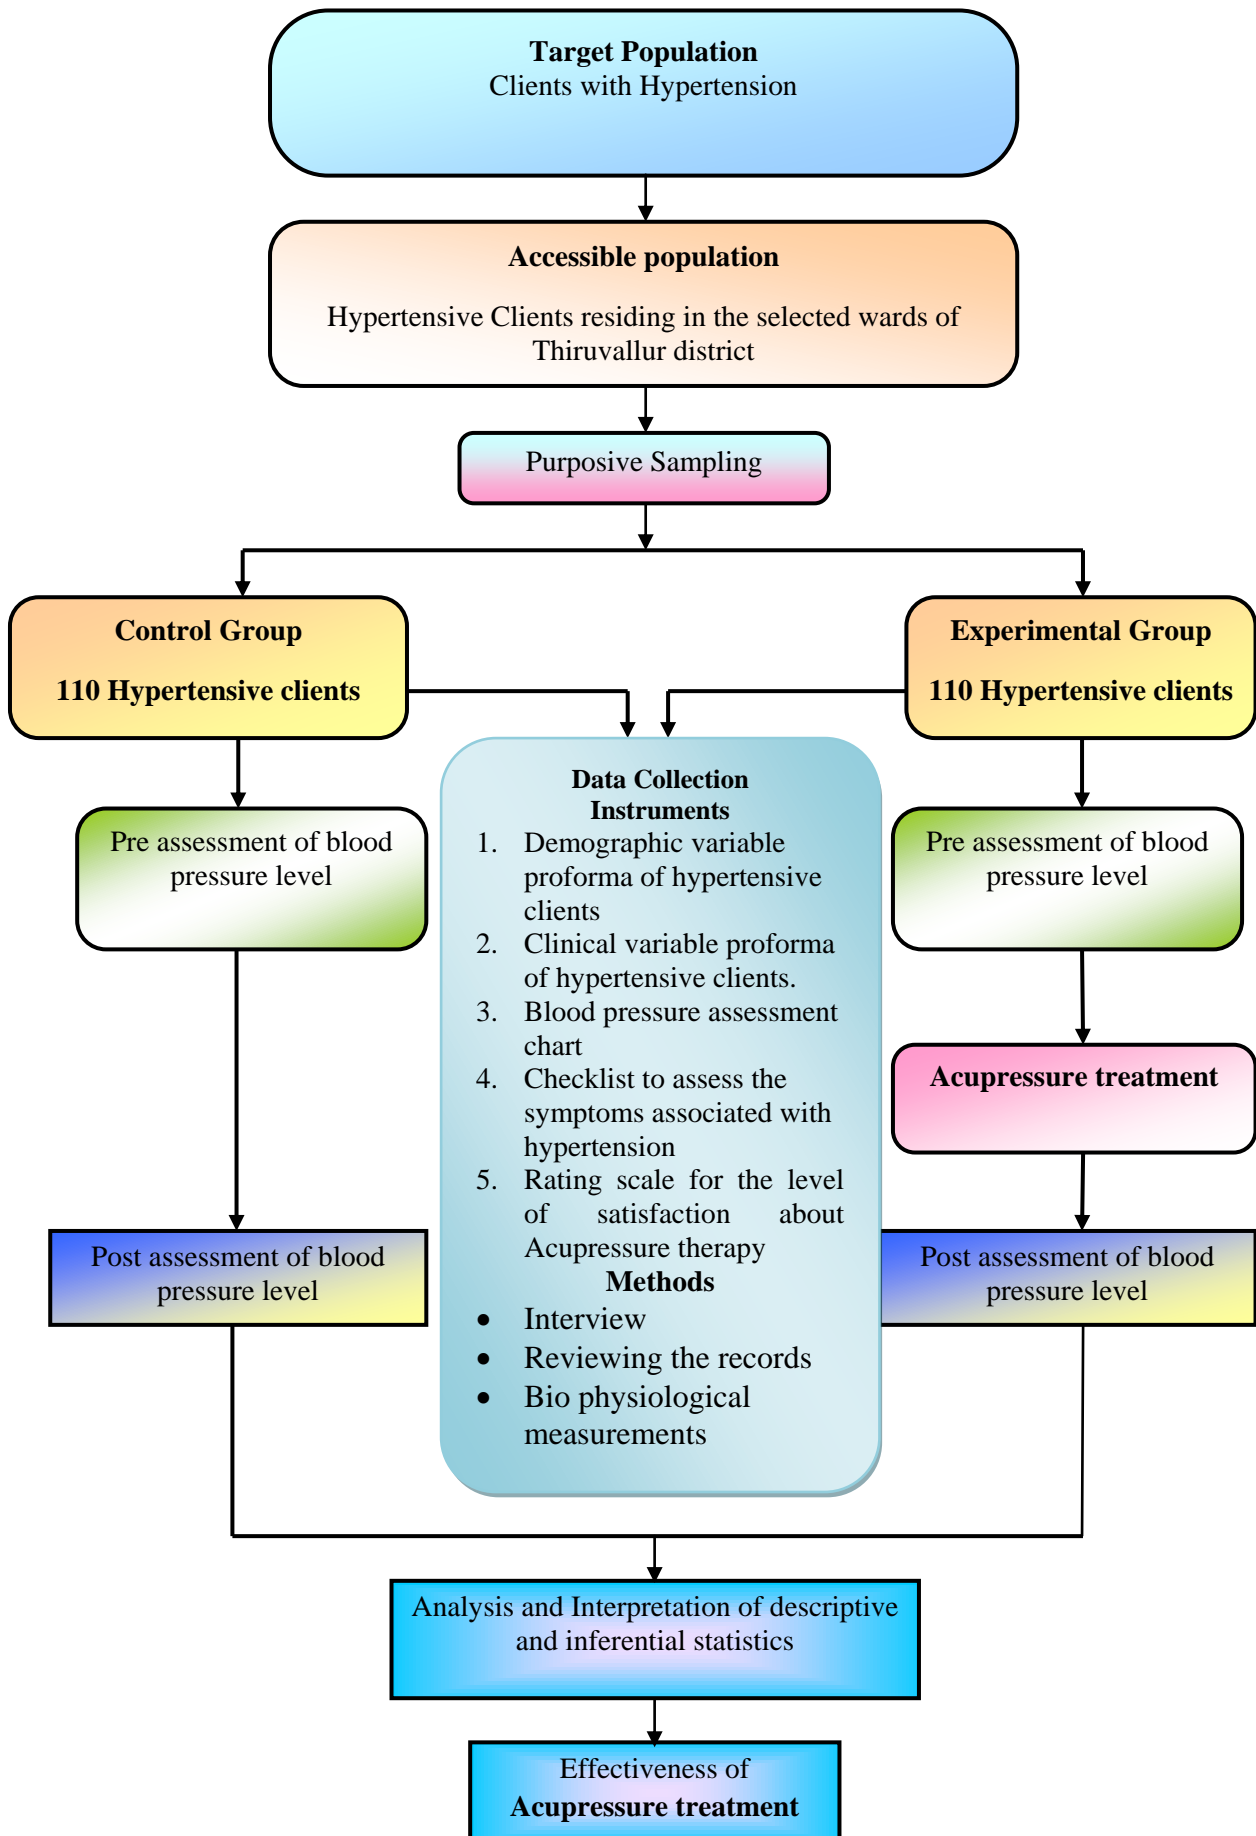 Target Population
Clients with Hypertension
Accessible population
Hypertensive Clients residing in the selected wards of
Thiruvallur district
Purposive Sampling
Control Group
110 Hypertensive clients
Experimental Group
110 Hypertensive clients
Pre assessment of blood
pressure level
Data Collection
Instruments
1. Demographic variable
proforma of hypertensive
clients
2. Clinical variable proforma
of hypertensive clients.
3. Blood pressure assessment
chart
4. Checklist to assess the
symptoms associated with
hypertension
5. Rating scale for the level
of satisfaction about
Acupressure therapy
Methods
• Interview
• Reviewing the records
• Bio physiological
measurements
Pre assessment of blood
pressure level
Acupressure treatment
Post assessment of blood
pressure level
Post assessment of blood
pressure level
Analysis and Interpretation of descriptive
and inferential statistics
Effectiveness of
Acupressure treatment